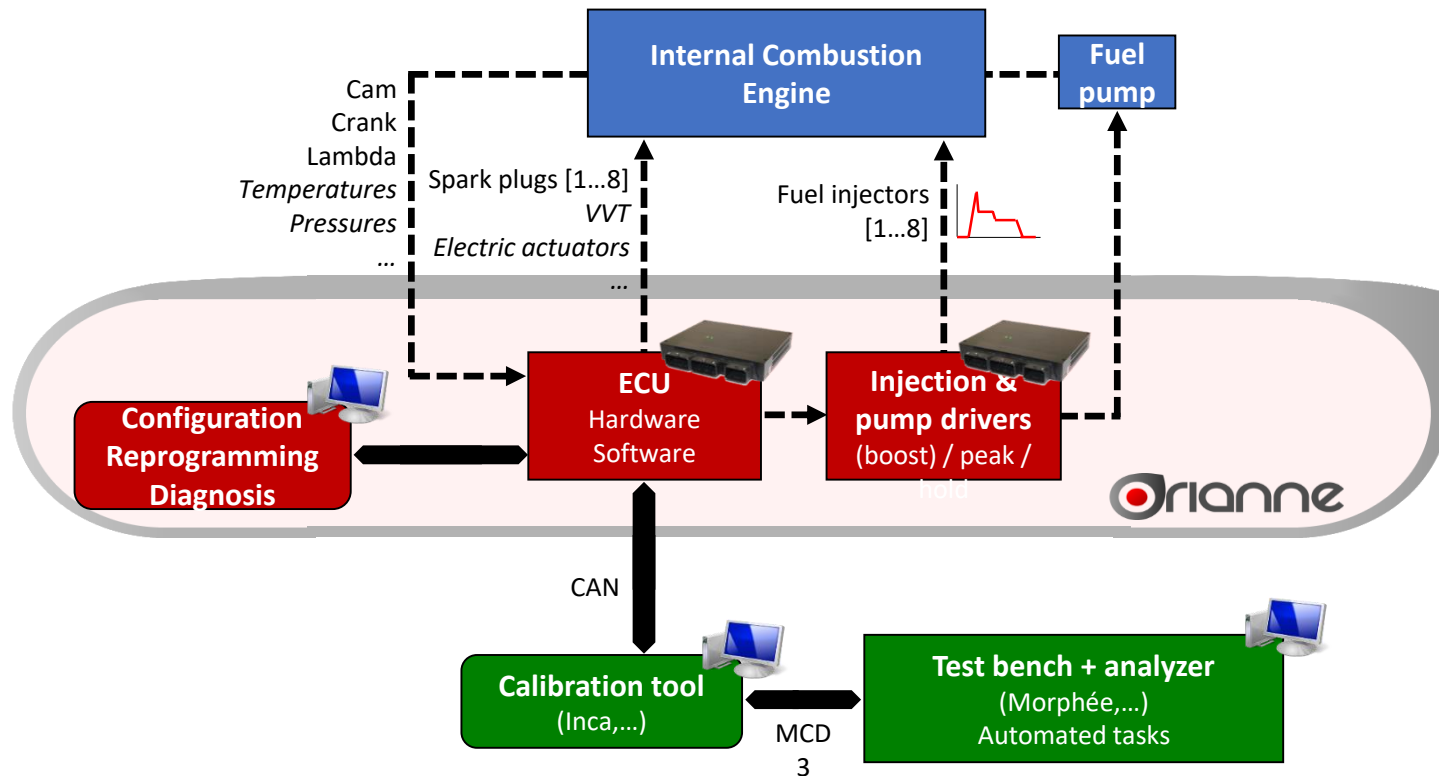 Internal Combustion
Engine
Fuel
pump
Cam
Crank
Lambda
Temperatures
Pressures
...
Spark plugs [1...8]
VVT
Electric actuators
...
Fuel injectors
[1...8]
ECU
Hardware
Software
Injection &
pump drivers
(boost) / peak /
hold
Configuration
Reprogramming
Diagnosis
Orianne
CAN
Calibration tool
(Inca,...)
MCD
3
Test bench + analyzer
(Morphée,...)
Automated tasks